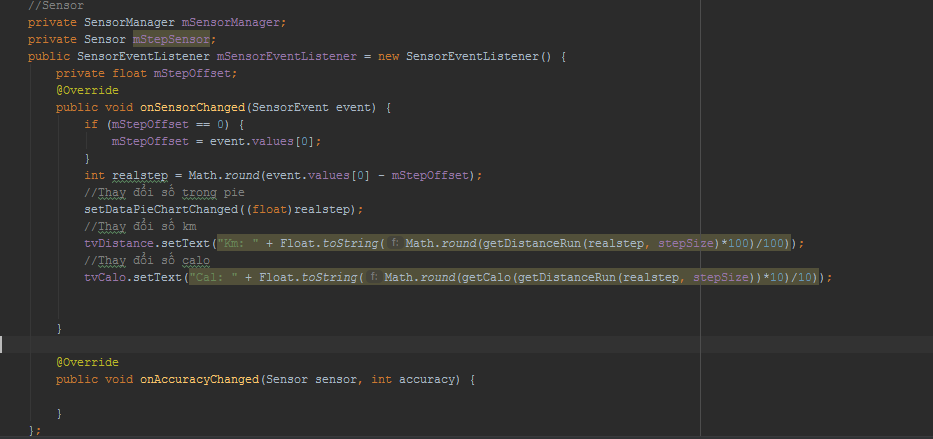 //Sensor
private SensorManager mSensorManager;
private Sensor mStepSensor;
public SensorEventListener mSensorEventListener = new SensorEventListener() {
private float mStepOffset;
@Override
public void onSensorChanged(SensorEvent event) {
if (mStepOffset == 0) {
mStepOffset = event.values[0];
}
int realstep = Math.round(event.values[0] - mStepOffset);
//Thay đổi số trong pie
setDataPieChartChanged((float)realstep);
//Thay đổi số km
tvDistance.setText("Km: " + Float.toString( f: Math.round(getDistanceRun(realstep, stepSize)*100)/100));
//Thay đổi số calo
tvCalo.setText("Cal:  " + Float.toString( f: Math.round(getCalo(getDistanceRun(realstep, stepSize))*10)/10));
}
@Override
public void onAccuracyChanged(Sensor sensor, int accuracy) {
}
};